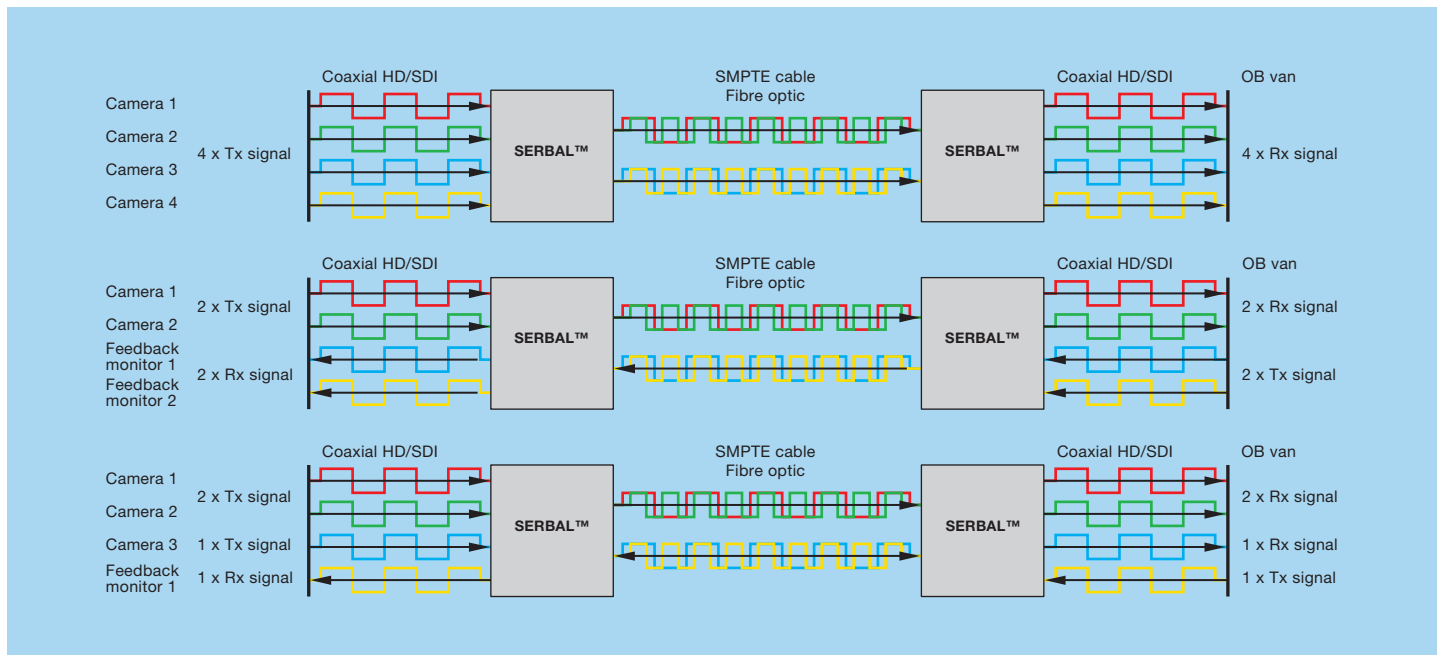 Coaxial HD/SDI
SMPTE cable
Fibre optic
Coaxial HD/SDI
OB van
Camera 1
Camera 2
4 x Tx signal
Camera 3
Camera 4
SERBAL™
SERBAL™
4 x Rx signal
Coaxial HD/SDI
SMPTE cable
Fibre optic
Coaxial HD/SDI
OB van
Camera 1
2 x Tx signal
Camera 2
Feedback
monitor 1
2 x Rx signal
Feedback
monitor 2
SERBAL™
SERBAL™
2 x Rx signal
2 x Tx signal
Coaxial HD/SDI
SMPTE cable
Fibre optic
Coaxial HD/SDI
OB van
Camera 1
2 x Tx signal
Camera 2
Camera 3
1 x Tx signal
Feedback
monitor 1
1 x Rx signal
SERBAL™
SERBAL™
2 x Rx signal
1 x Rx signal
1 x Tx signal